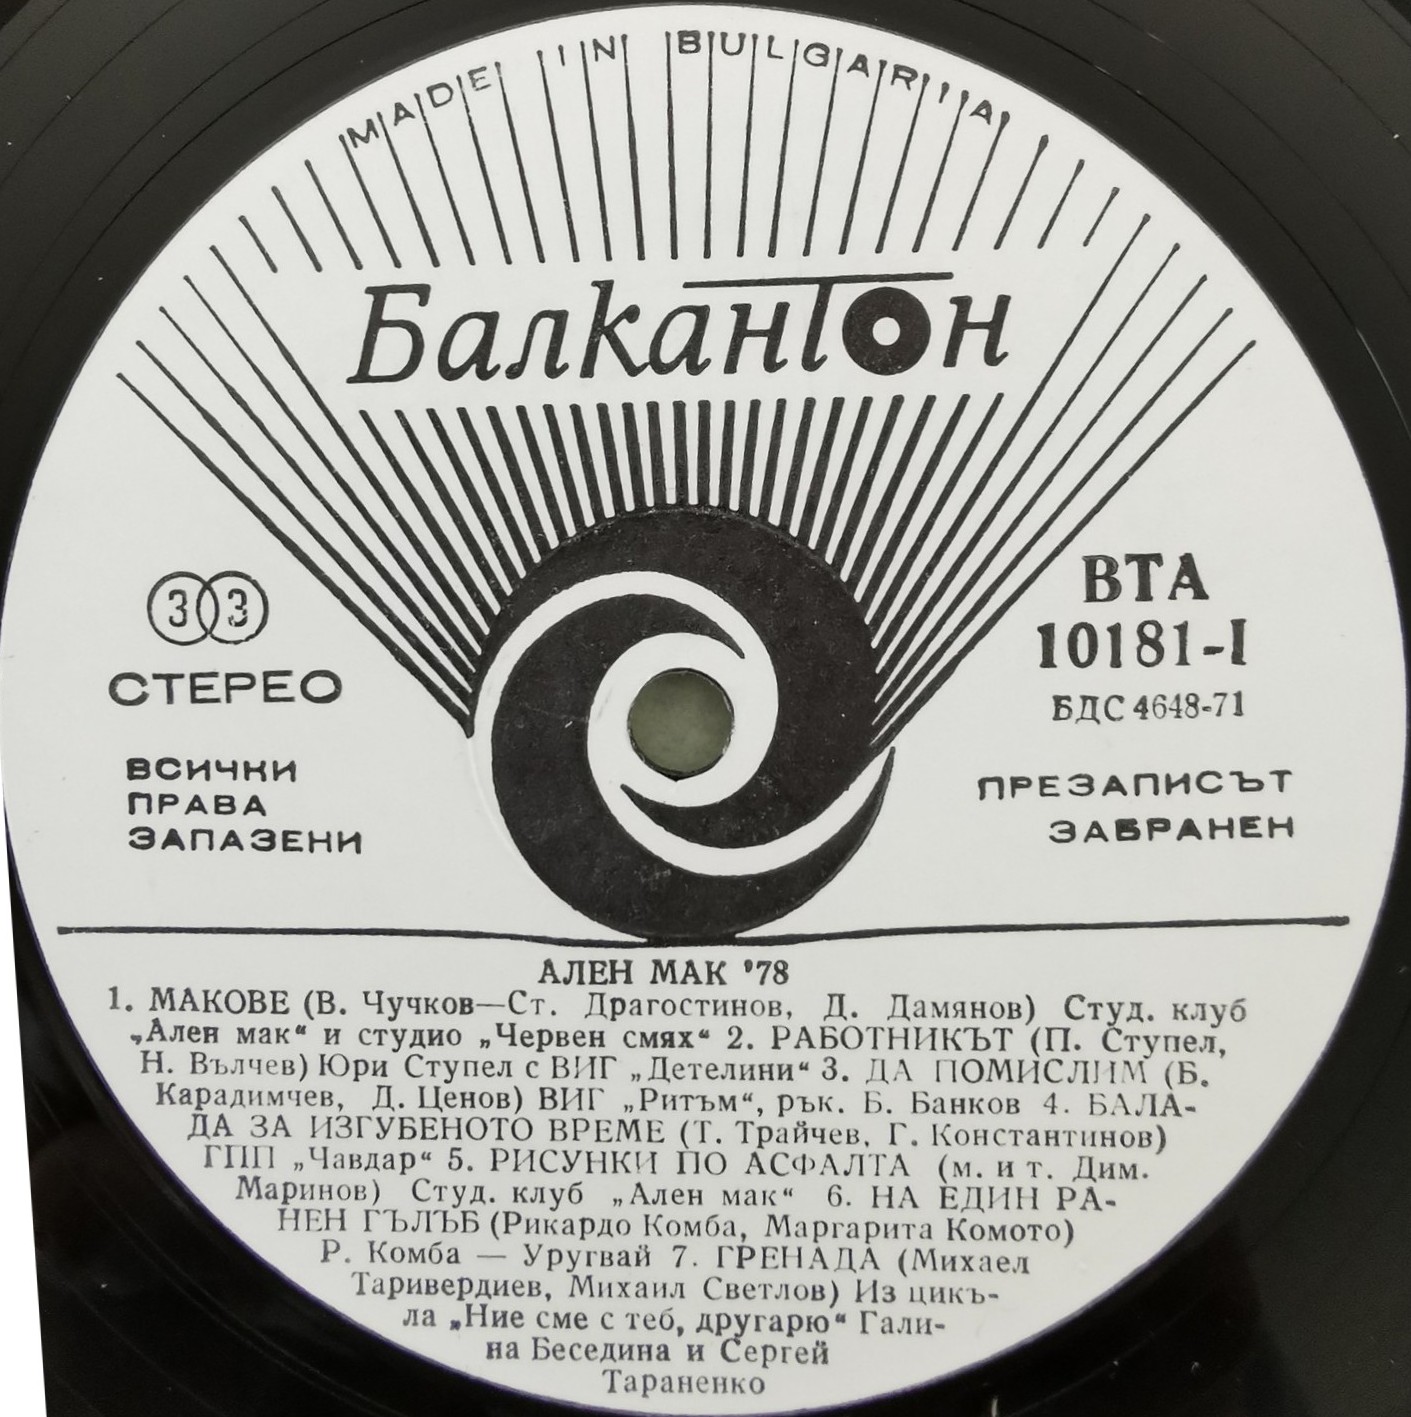 MADE IN BULGARIA
Балкантон
33
СТЕРЕО
ВСИЧКИ
ПРАВА
ЗАПАЗЕНИ
ВТА
10181-I
БДС 4648-71
ПРЕЗАПИСЪТ
ЗАБРАНЕН
АЛЕН МАК '78
1. МАКОВЕ (В. Чучков—Ст. Драгостинов, Д. Дамянов) Студ. клуб
„Ален мак“ и студио „Червен смях“ 2. РАБОТНИКЪТ (П. Ступел,
Н. Вълчев) Юри Ступел с ВИГ „Детелини“ 3. ДА ПОМИСЛИМ (Б.
Карадимчев, Д. Ценов) ВИГ „Ритъм“, рък. Б. Банков 4. БАЛА-
ДА ЗА ИЗГУБЕНОТО ВРЕМЕ (Т. Трайчев, Г. Константинов)
ГПП „Чавдар“ 5. РИСУНКИ ПО АСФАЛТА (м. и т. Дим.
Маринов) Студ. клуб „Ален мак“ 6. НА ЕДИН РА-
НЕН ГЪЛЪБ (Рикардо Комба, Маргарита Комото)
Р. Комба — Уругвай 7. ГРЕНАДА (Михаел
Таривердиев, Михаил Светлов) Из цикъ-
ла „Ние сме с теб, другарю“ Гали-
на Беседина и Сергей
Тараненко